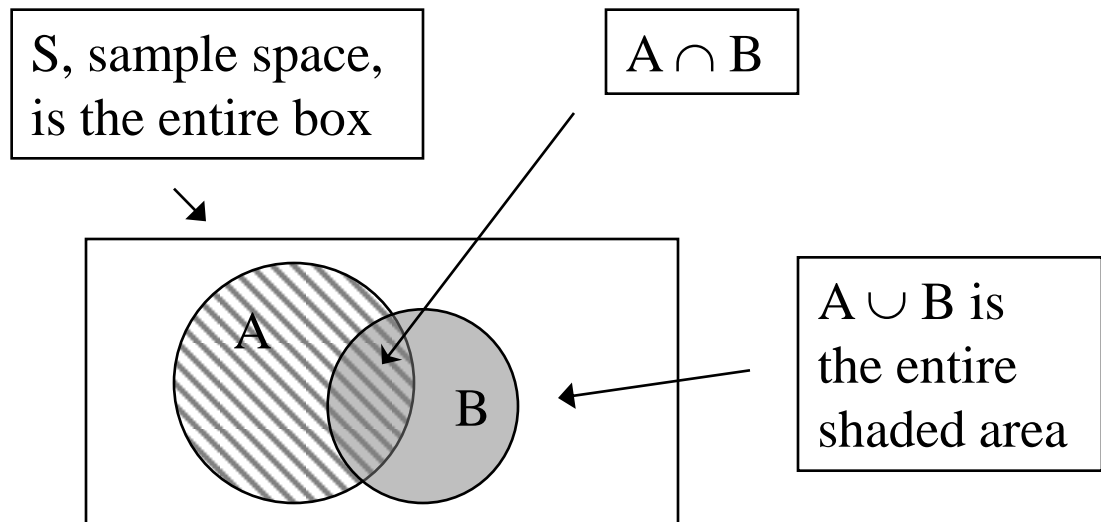 S, sample space,
is the entire box
A ∩ B
A
B
A ∪ B is
the entire
shaded area